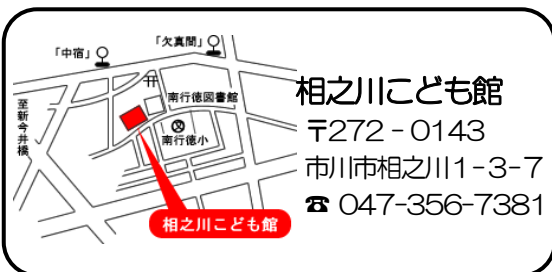 「中宿」
「欠真間」
至新今井橋
南行徳図書館
南行徳小
相之川こども館
相之川こども館
〒272-0143
市川市相之川1-3-7
☎ 047-356-7381